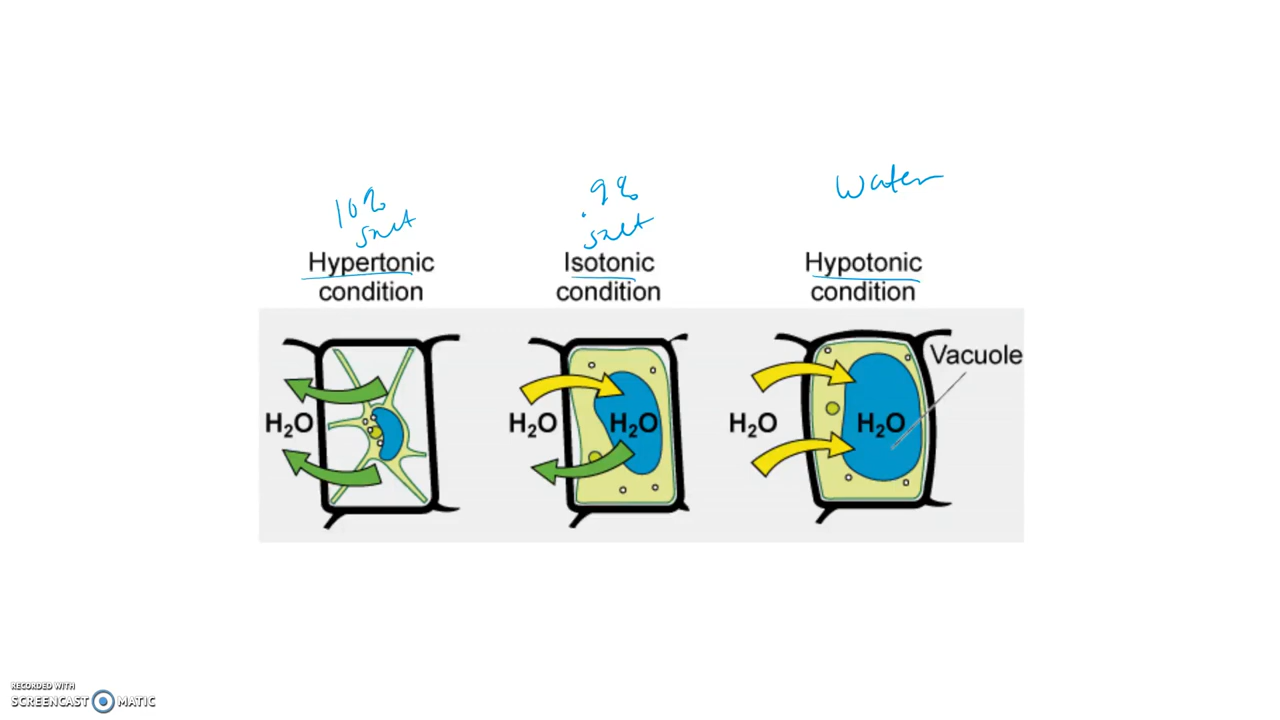 10%
salt
.9%
salt
Water
Hypertonic
condition
Isotonic
condition
Hypotonic
condition
Vacuole
H₂O
H₂O
H₂O
H₂O
H₂O
RECORDED WITH
SCREENCAST MATIC